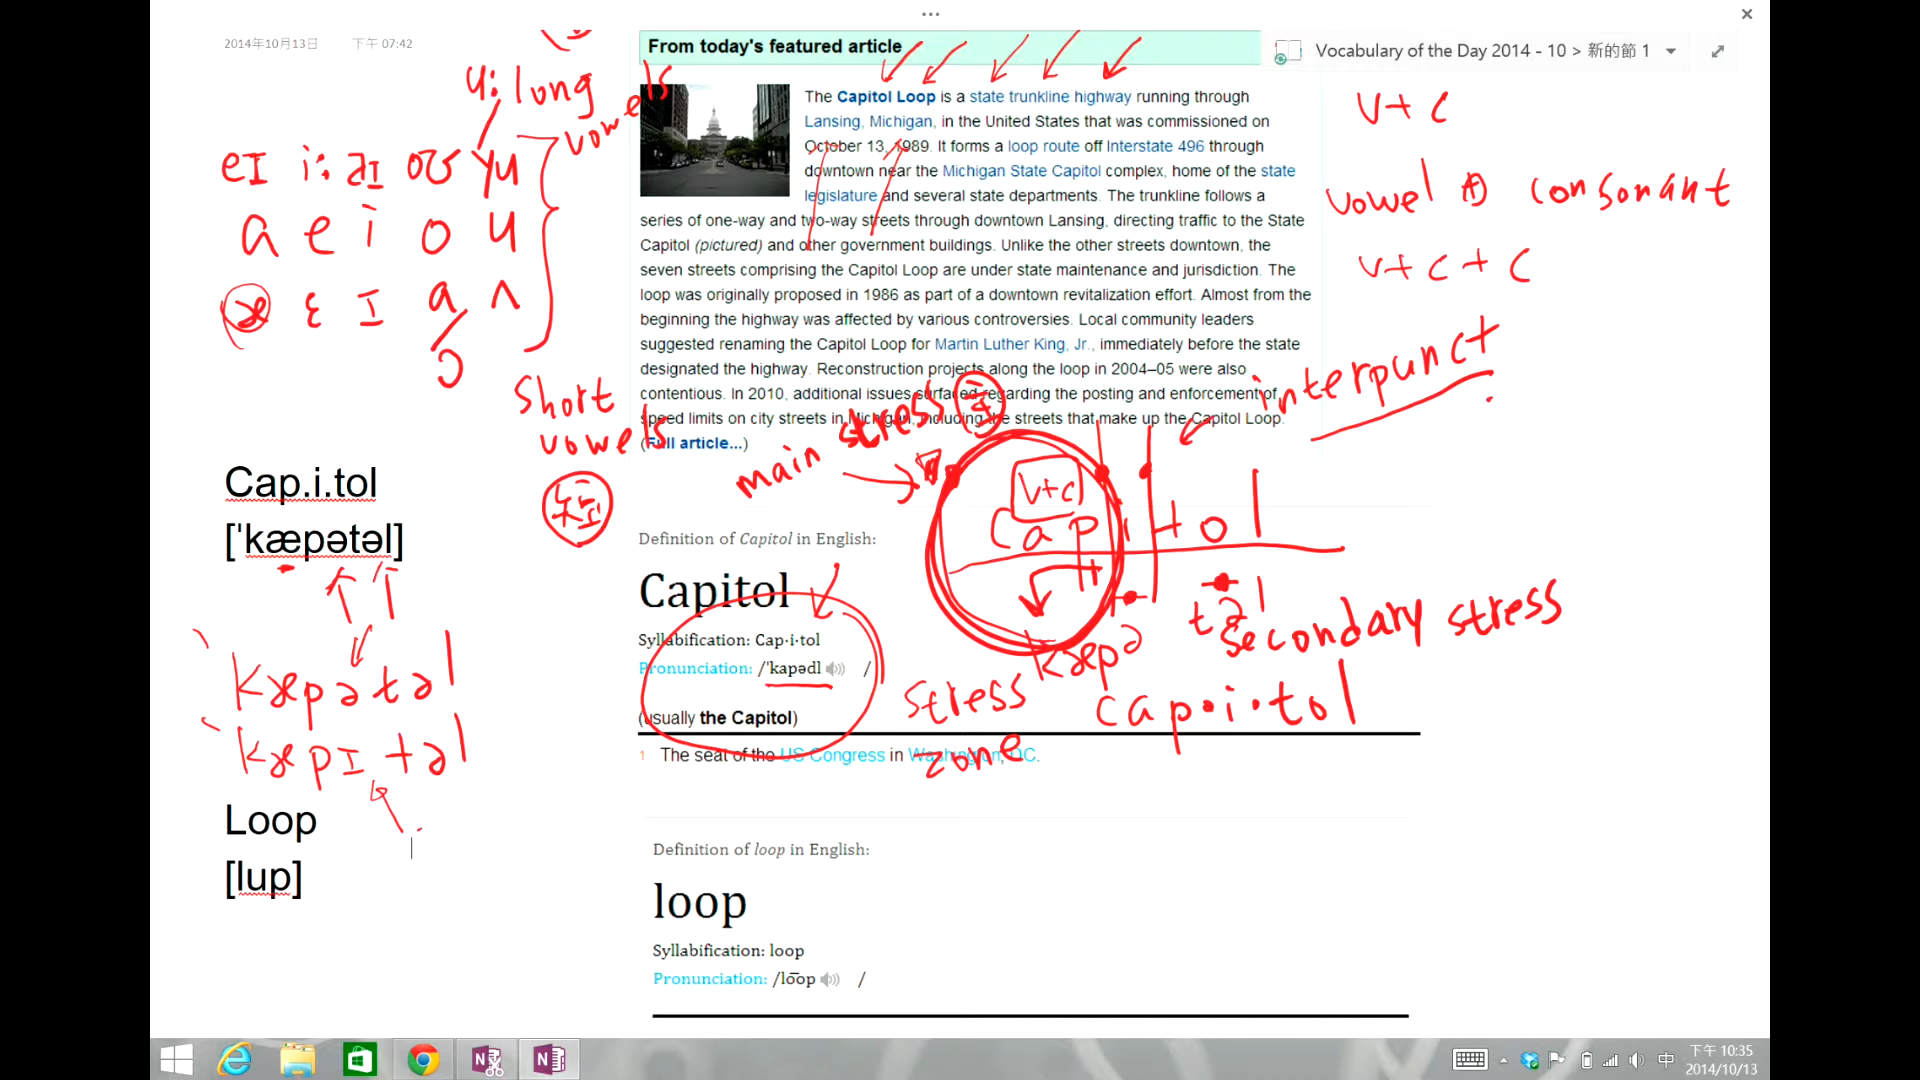 2014年10月13日 下午 07:42
Vocabulary of the Day 2014 - 10 > 新的節 1
From today's featured article
The Capitol Loop is a state trunkline highway running through
Lansing, Michigan, in the United States that was commissioned on
October 13, 1989. It forms a loop route off Interstate 496 through
downtown near the Michigan State Capitol complex, home of the state
legislature and several state departments. The trunkline follows a
series of one-way and two-way streets through downtown Lansing, directing traffic to the State
Capitol (pictured) and other government buildings. Unlike the other streets downtown, the
seven streets comprising the Capitol Loop are under state maintenance and jurisdiction. The
loop was originally proposed in 1986 as part of a downtown revitalization effort. Almost from the
beginning the highway was affected by various controversies. Local community leaders
suggested renaming the Capitol Loop for Martin Luther King, Jr., immediately before the state
designated the highway. Reconstruction projects along the loop in 2004–05 were also
contentious. In 2010, additional issues surfaced regarding the posting and enforcement of
speed limits on city streets in Michigan, including the streets that make up the Capitol Loop.
(Full article...)
u: long
vowels
eɪ i: aɪ oʊ yu
a e i o u
æ ɛ ɪ a ʌ
ɔ
short
vowels
短
v+c
vowel + consonant
v+c+c
interpunct
main stress 重
v+c
Capitol
kæpə təl
secondary stress
stress
zone
cap·i·tol
Cap.i.tol
[ˈkæpətəl]
ˋkæpətəl
ˋkæpɪtəl
Loop
[lup]
Definition of Capitol in English:
Capitol
Syllabification: Cap·i·tol
Pronunciation: /ˈkapədl /
(usually the Capitol)
1 The seat of the US Congress in Washington, DC.
Definition of loop in English:
loop
Syllabification: loop
Pronunciation: /lo͞op /
中
下午 10:35
2014/10/13